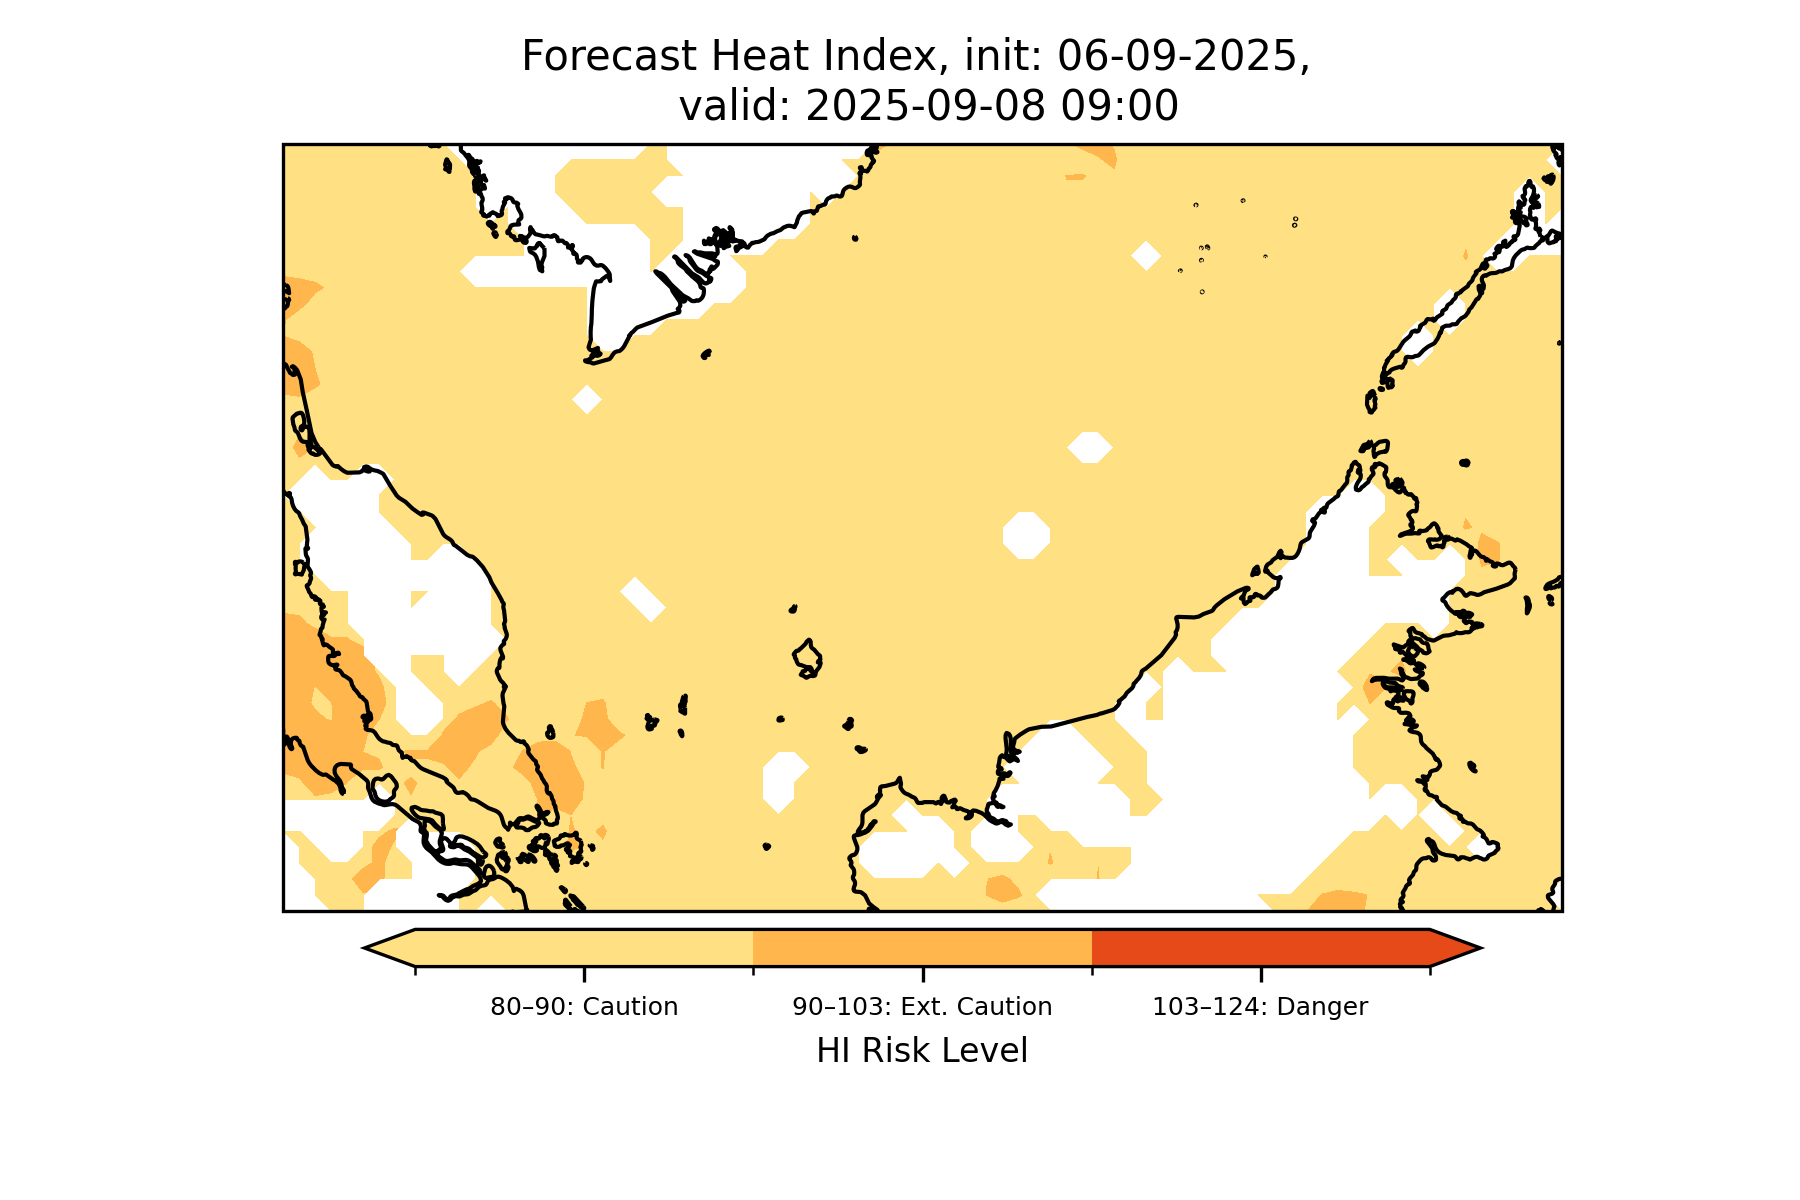 Forecast Heat Index, init: 06-09-2025,
valid: 2025-09-08 09:00
80–90: Caution
90–103: Ext. Caution
103–124: Danger
HI Risk Level